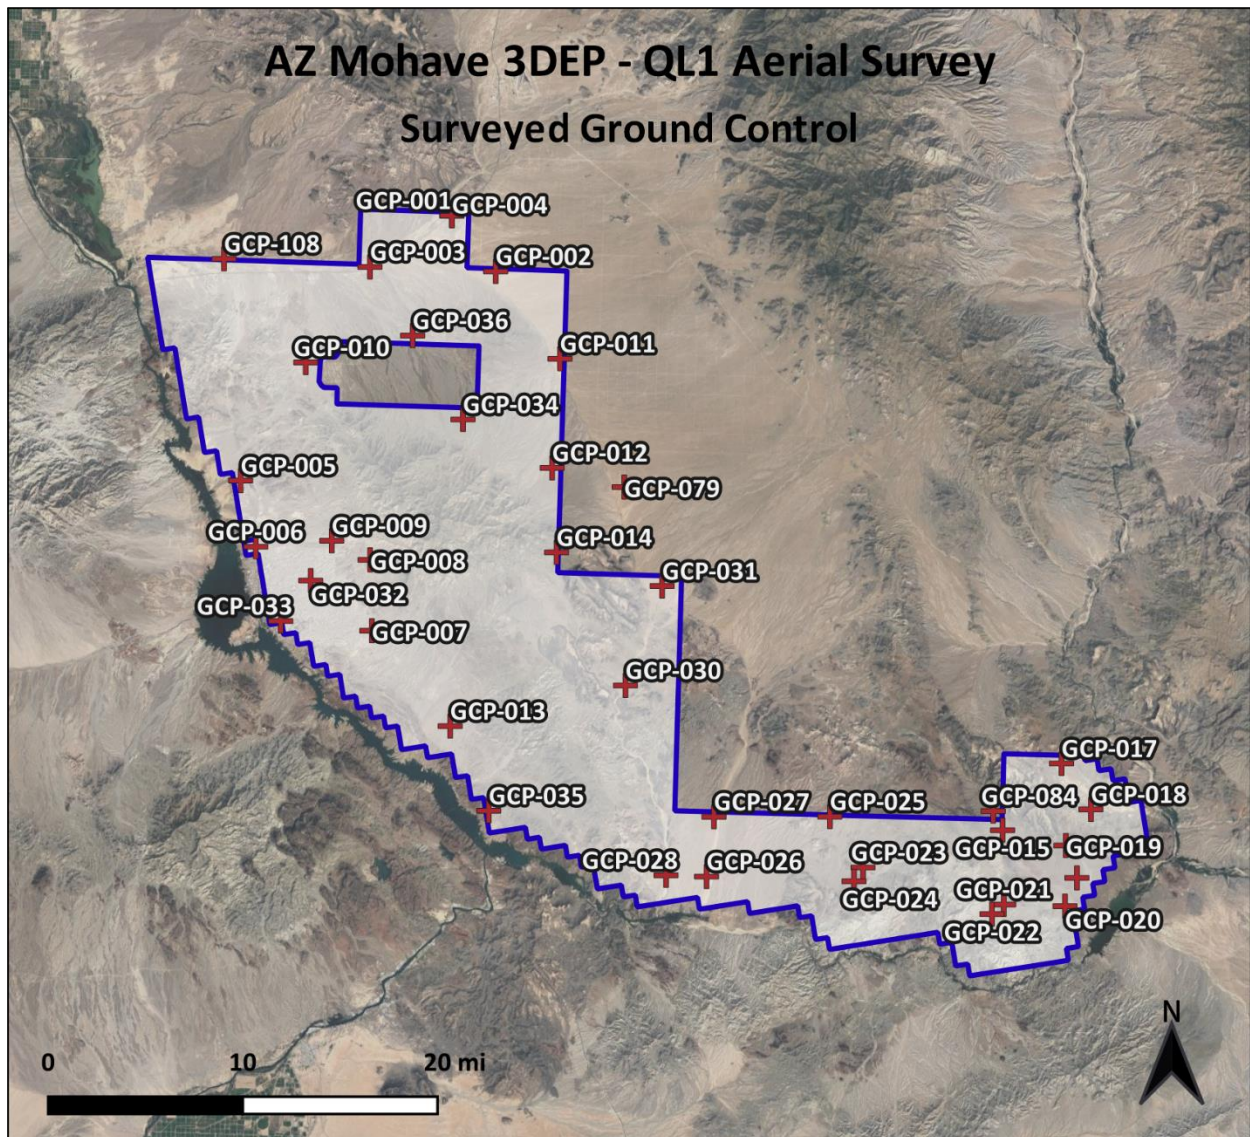 AZ Mohave 3DEP - QL1 Aerial Survey
Surveyed Ground Control
GCP-001
GCP-004
GCP-108
GCP-003
GCP-002
GCP-036
GCP-010
GCP-011
GCP-034
GCP-012
GCP-005
GCP-079
GCP-006
GCP-009
GCP-014
GCP-008
GCP-031
GCP-032
GCP-033
GCP-007
GCP-030
GCP-013
GCP-017
GCP-035
GCP-027
GCP-025
GCP-084
GCP-018
GCP-015
GCP-019
GCP-028
GCP-026
GCP-023
GCP-024
GCP-021
GCP-022
GCP-020
N
0 10 20 mi